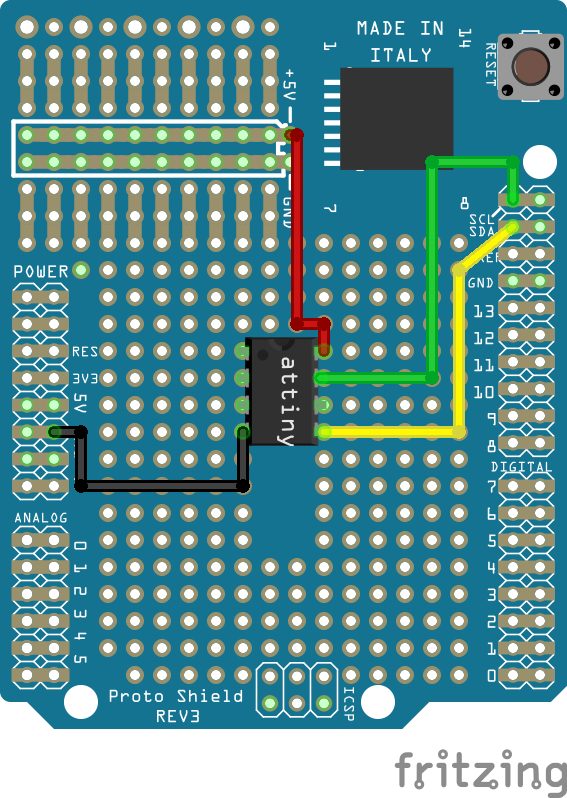 MADE IN
ITALY
1
14
RESET
+5V
GND
7
8
SCL
SDA
REF
GND
POWER
RES
3V3
5V
attiny
13
12
11
10
9
8
DIGITAL
7
6
5
4
3
2
1
0
ANALOG
0
1
2
3
4
5
Proto Shield
REV3
ICSP
fritzing